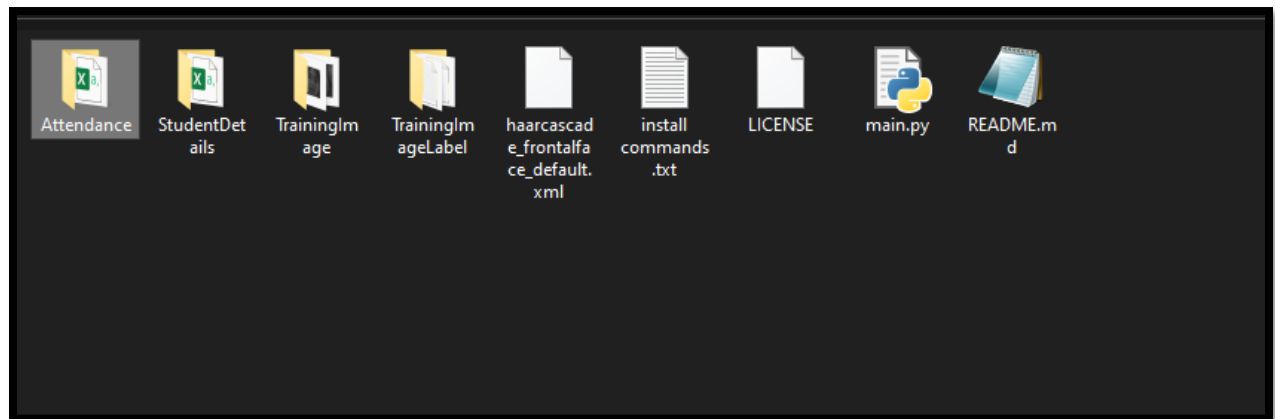 Attendance
StudentDet
ails
TrainingIm
age
TrainingIm
ageLabel
haarcascad
e_frontalfa
ce_default.
xml
install
commands
.txt
LICENSE
main.py
README.m
d